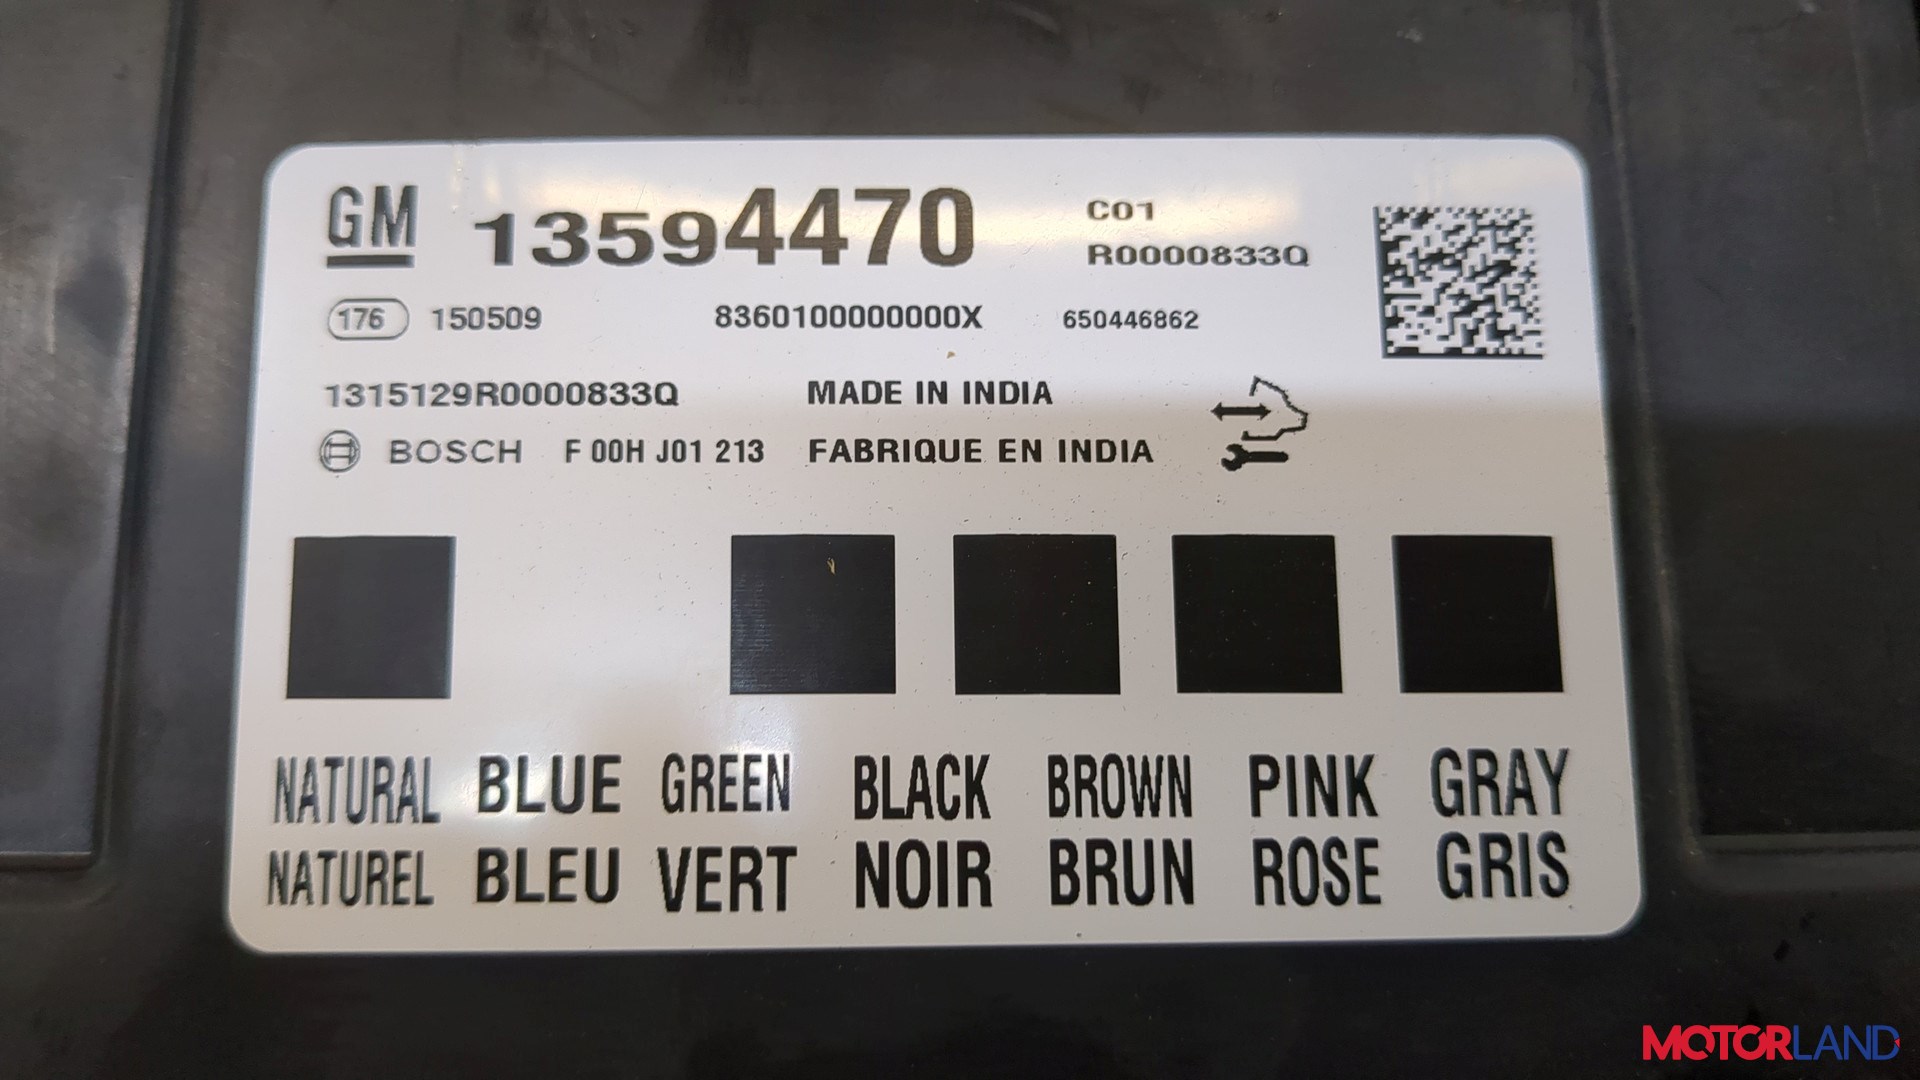 GM 13594470 C01
R0000833Q
176 150509 8360100000000X 650446862
1315129R0000833Q MADE IN INDIA
BOSCH F 00H J01 213 FABRIQUE EN INDIA
NATURAL BLUE GREEN BLACK BROWN PINK GRAY
NATUREL BLEU VERT NOIR BRUN ROSE GRIS
MOTORLAND